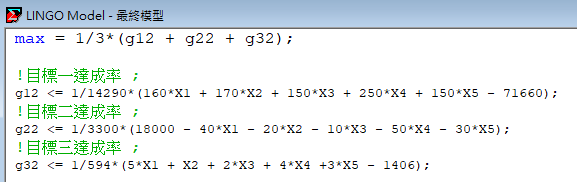 LINGO Model - 最終模型
max = 1/3*(g12 + g22 + g32);
!目標一達成率 ;
g12 <= 1/14290*(160*X1 + 170*X2 + 150*X3 + 250*X4 + 150*X5 - 71660);
!目標二達成率 ;
g22 <= 1/3300*(18000 - 40*X1 - 20*X2 - 10*X3 - 50*X4 - 30*X5);
!目標三達成率 ;
g32 <= 1/594*(5*X1 + X2 + 2*X3 + 4*X4 +3*X5 - 1406);